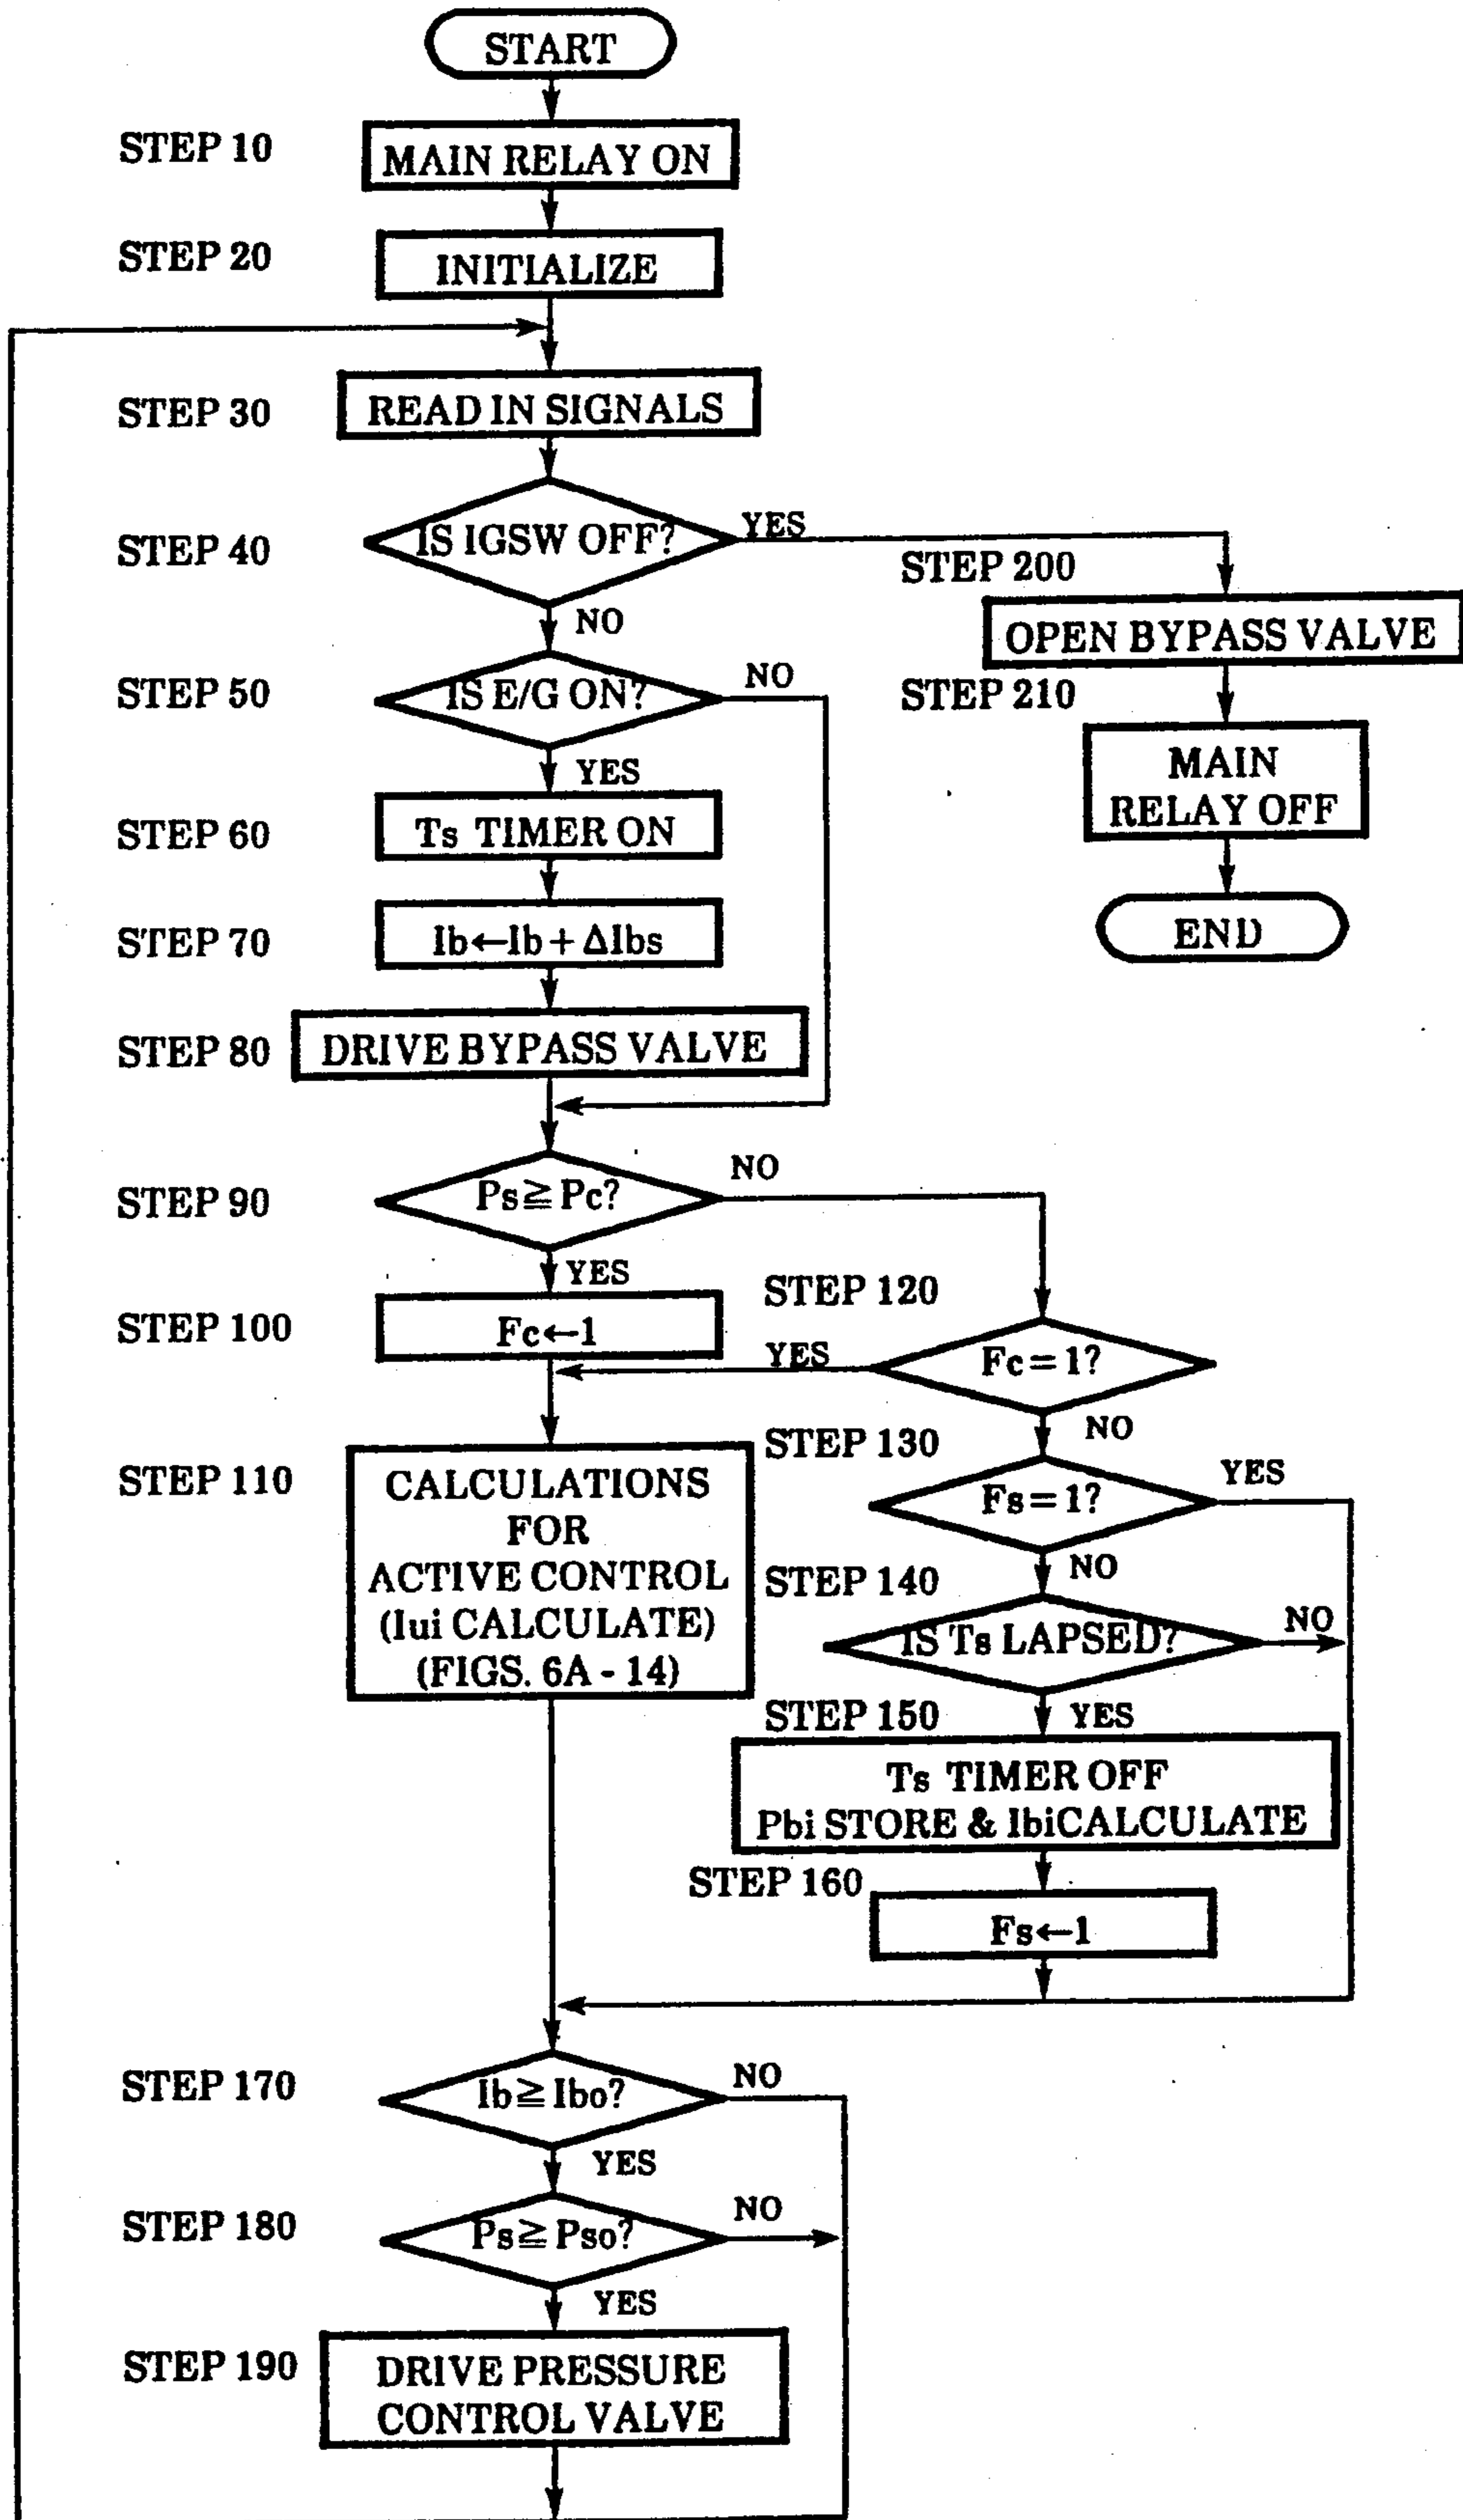 START
STEP 10
MAIN RELAY ON
STEP 20
INITIALIZE
STEP 30
READ IN SIGNALS
STEP 40
IS IGSW OFF?
YES
NO
STEP 200
OPEN BYPASS VALVE
STEP 50
IS E/G ON?
NO
YES
STEP 210
MAIN
RELAY OFF
END
STEP 60
Ts TIMER ON
STEP 70
Ib←Ib+ΔIbs
STEP 80
DRIVE BYPASS VALVE
STEP 90
Ps≧Pc?
NO
YES
STEP 100
Fc←1
STEP 120
Fc=1?
YES
NO
STEP 110
CALCULATIONS
FOR
ACTIVE CONTROL
(Iui CALCULATE)
(FIGS. 6A - 14)
STEP 130
Fs=1?
YES
NO
STEP 140
IS Ts LAPSED?
NO
YES
STEP 150
Ts TIMER OFF
Pbi STORE & IbiCALCULATE
STEP 160
Fs←1
STEP 170
Ib≧Ibo?
NO
YES
STEP 180
Ps≧Pso?
NO
YES
STEP 190
DRIVE PRESSURE
CONTROL VALVE